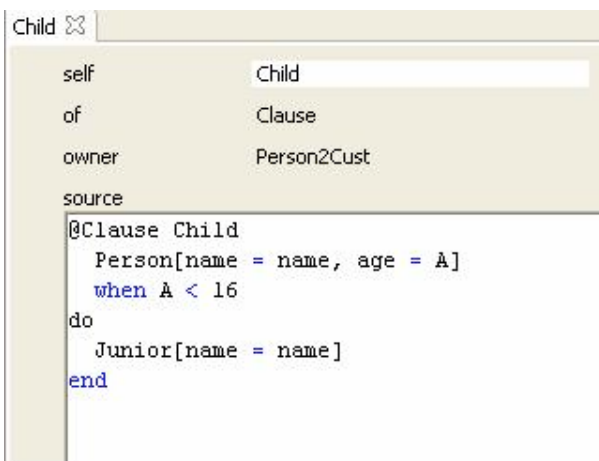 Child
self Child
of Clause
owner Person2Cust
source
@Clause Child
  Person[name = name, age = A]
  when A < 16
do
  Junior[name = name]
end